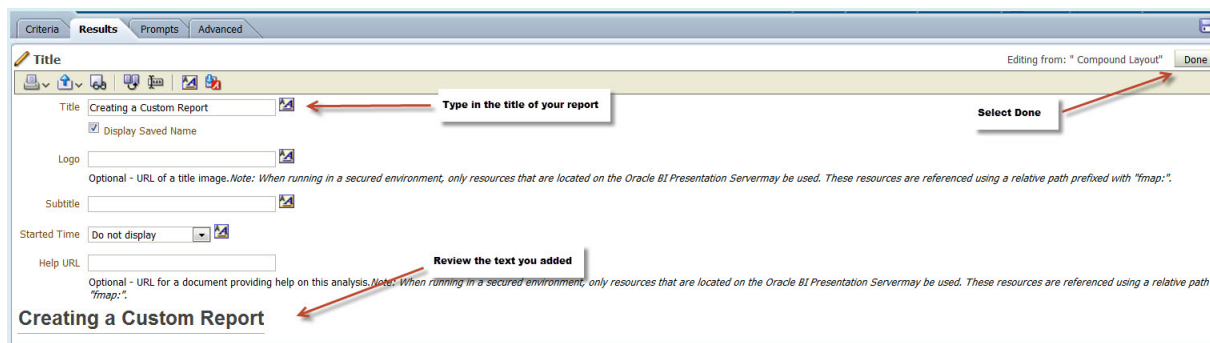 Criteria Results Prompts Advanced
Title Editing from: " Compound Layout" Done
Title Creating a Custom Report Type in the title of your report
Display Saved Name Select Done
Logo
Optional - URL of a title image.Note: When running in a secured environment, only resources that are located on the Oracle BI Presentation Servermay be used. These resources are referenced using a relative path prefixed with "fmap:".
Subtitle
Started Time Do not display
Help URL Review the text you added
Optional - URL for a document providing help on this analysis.Note: When running in a secured environment, only resources that are located on the Oracle BI Presentation Servermay be used. These resources are referenced using a relative path
"fmap:".
Creating a Custom Report